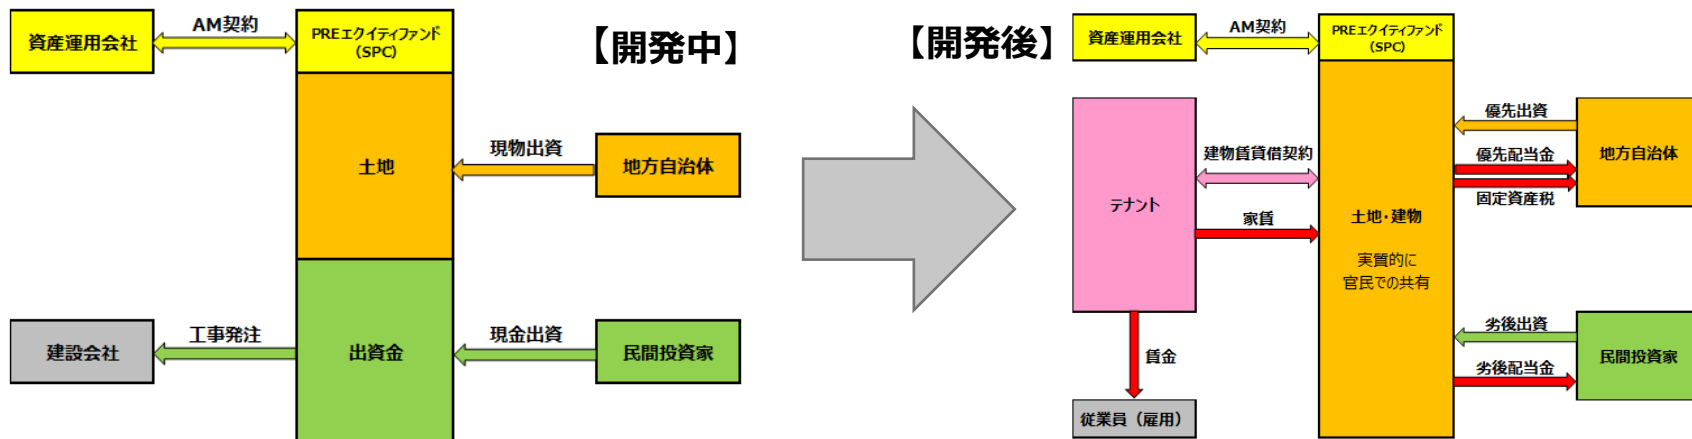 資産運用会社
AM契約
PREエクイティファンド
(SPC)
【開発中】
土地
現物出資
地方自治体
建設会社
工事発注
出資金
現金出資
民間投資家
【開発後】
資産運用会社
AM契約
PREエクイティファンド
(SPC)
テナント
建物賃貸借契約
家賃
土地・建物
実質的に
官民での共有
優先出資
優先配当金
固定資産税
地方自治体
劣後出資
劣後配当金
民間投資家
賃金
従業員（雇用）